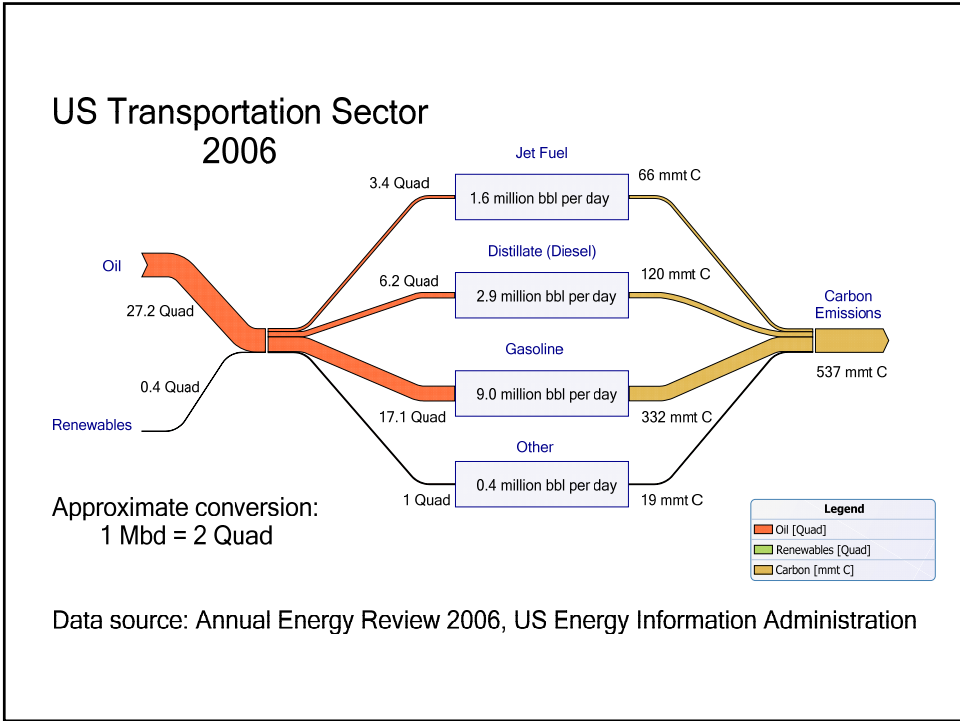 US Transportation Sector
2006
Jet Fuel
3.4 Quad
1.6 million bbl per day
66 mmt C
Distillate (Diesel)
Oil
6.2 Quad
2.9 million bbl per day
120 mmt C
27.2 Quad
Carbon
Emissions
Gasoline
0.4 Quad
9.0 million bbl per day
537 mmt C
17.1 Quad
332 mmt C
Renewables
Other
0.4 million bbl per day
1 Quad
19 mmt C
Approximate conversion:
1 Mbd = 2 Quad
Legend
Oil [Quad]
Renewables [Quad]
Carbon [mmt C]
Data source: Annual Energy Review 2006, US Energy Information Administration